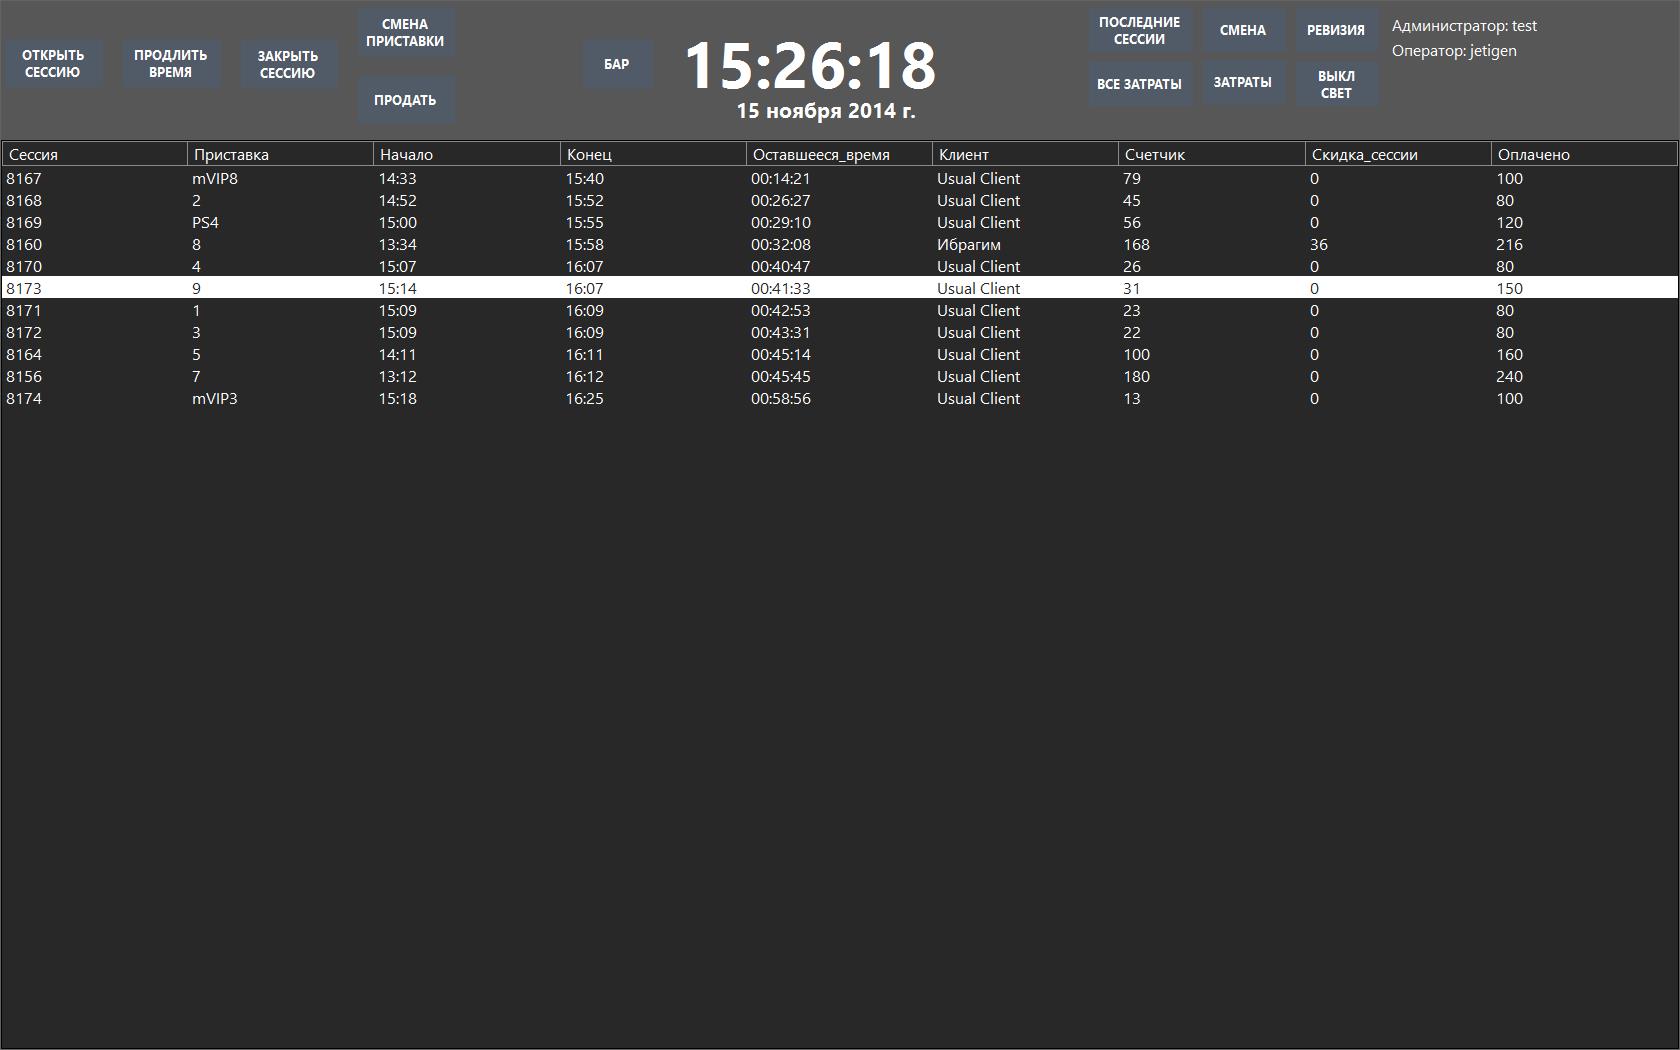 ОТКРЫТЬ
СЕССИЮ
ПРОДЛИТЬ
ВРЕМЯ
ЗАКРЫТЬ
СЕССИЮ
СМЕНА
ПРИСТАВКИ
ПРОДАТЬ
БАР
15:26:18
15 ноября 2014 г.
ПОСЛЕДНИЕ
СЕССИИ
СМЕНА
РЕВИЗИЯ
ВСЕ ЗАТРАТЫ
ЗАТРАТЫ
ВЫКЛ
СВЕТ
Администратор: test
Оператор: jetigen
Сессия Приставка Начало Конец Оставшееся_время Клиент Счетчик Скидка_сессии Оплачено
8167 mVIP8 14:33 15:40 00:14:21 Usual Client 79 0 100
8168 2 14:52 15:52 00:26:27 Usual Client 45 0 80
8169 PS4 15:00 15:55 00:29:10 Usual Client 56 0 120
8160 8 13:34 15:58 00:32:08 Ибрагим 168 36 216
8170 4 15:07 16:07 00:40:47 Usual Client 26 0 80
8173 9 15:14 16:07 00:41:33 Usual Client 31 0 150
8171 1 15:09 16:09 00:42:53 Usual Client 23 0 80
8172 3 15:09 16:09 00:43:31 Usual Client 22 0 80
8164 5 14:11 16:11 00:45:14 Usual Client 100 0 160
8156 7 13:12 16:12 00:45:45 Usual Client 180 0 240
8174 mVIP3 15:18 16:25 00:58:56 Usual Client 13 0 100